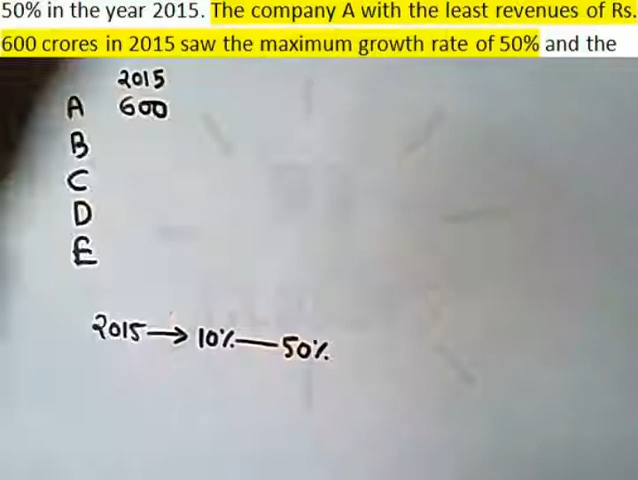 50% in the year 2015. The company A with the least revenues of Rs.
600 crores in 2015 saw the maximum growth rate of 50% and the
2015
A 600
B
C
D
E
2015→10%—50%